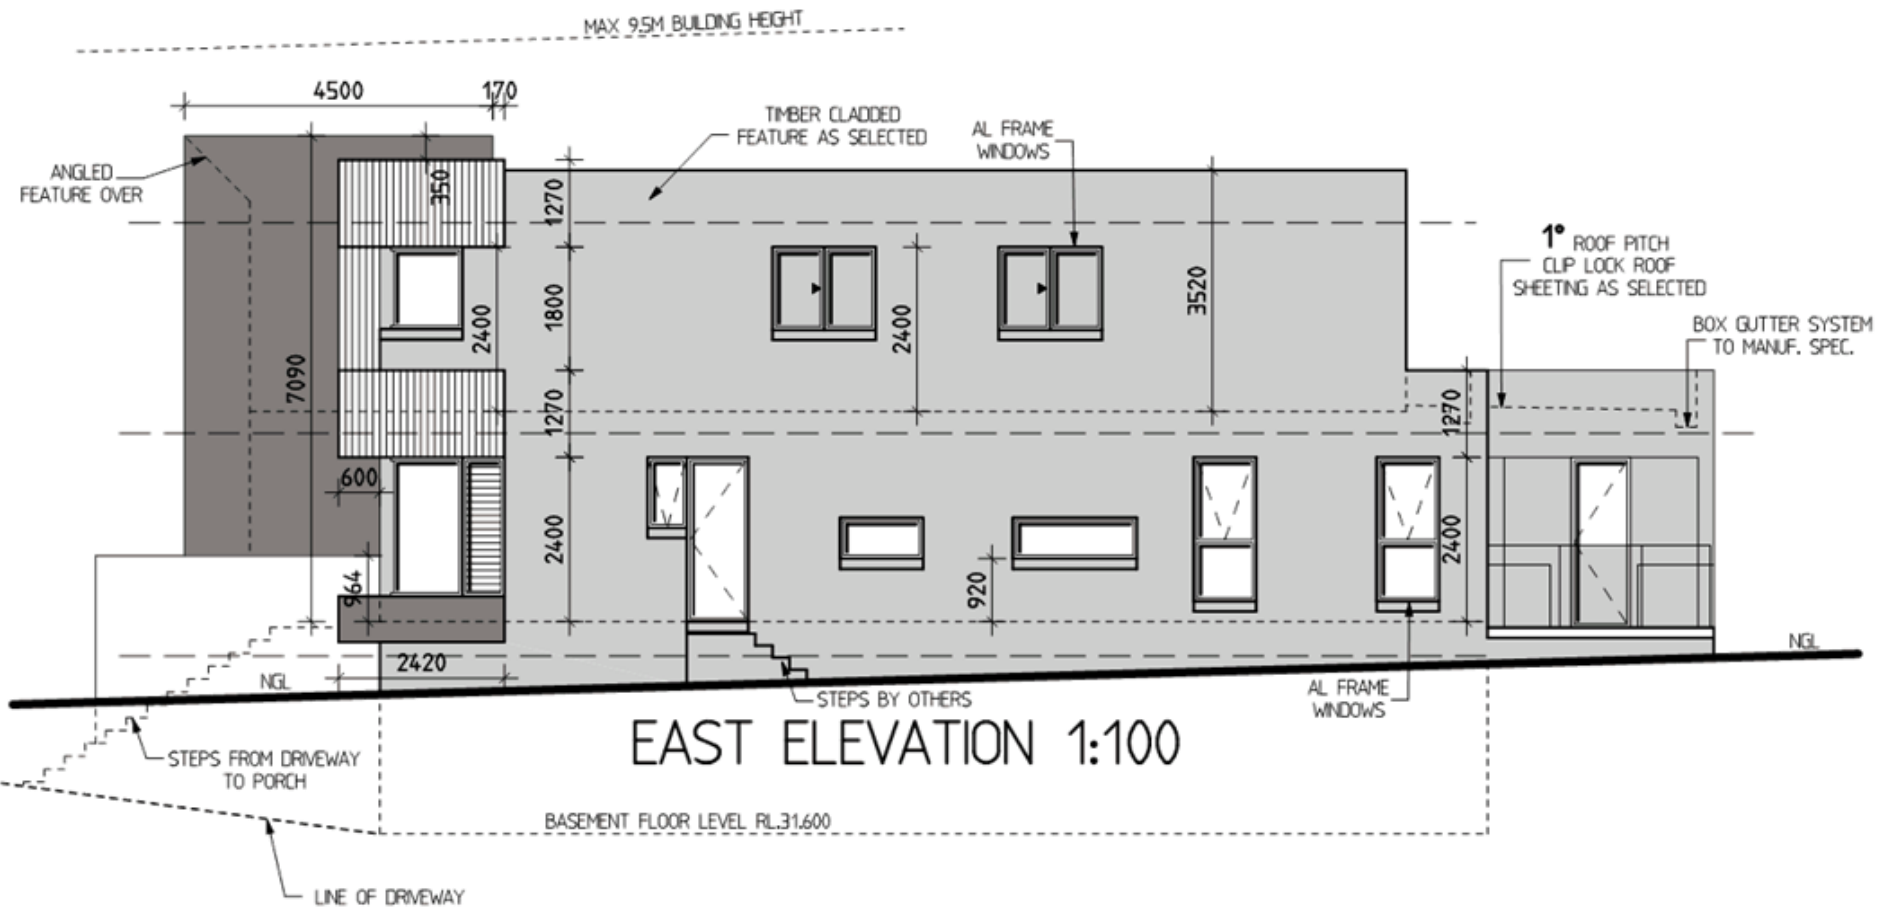 MAX 9.5M BUILDING HEIGHT
4500
170
TIMBER CLADDED
FEATURE AS SELECTED
AL FRAME
WINDOWS
ANGLED
FEATURE OVER
350
1270
1° ROOF PITCH
CLIP LOCK ROOF
SHEETING AS SELECTED
BOX GUTTER SYSTEM
TO MANUF. SPEC.
2400
1800
2400
3520
7090
1270
1270
600
2400
2400
964
920
2420
NGL
NGL
STEPS BY OTHERS
AL FRAME
WINDOWS
EAST ELEVATION 1:100
STEPS FROM DRIVEWAY
TO PORCH
BASEMENT FLOOR LEVEL RL.31.600
LINE OF DRIVEWAY